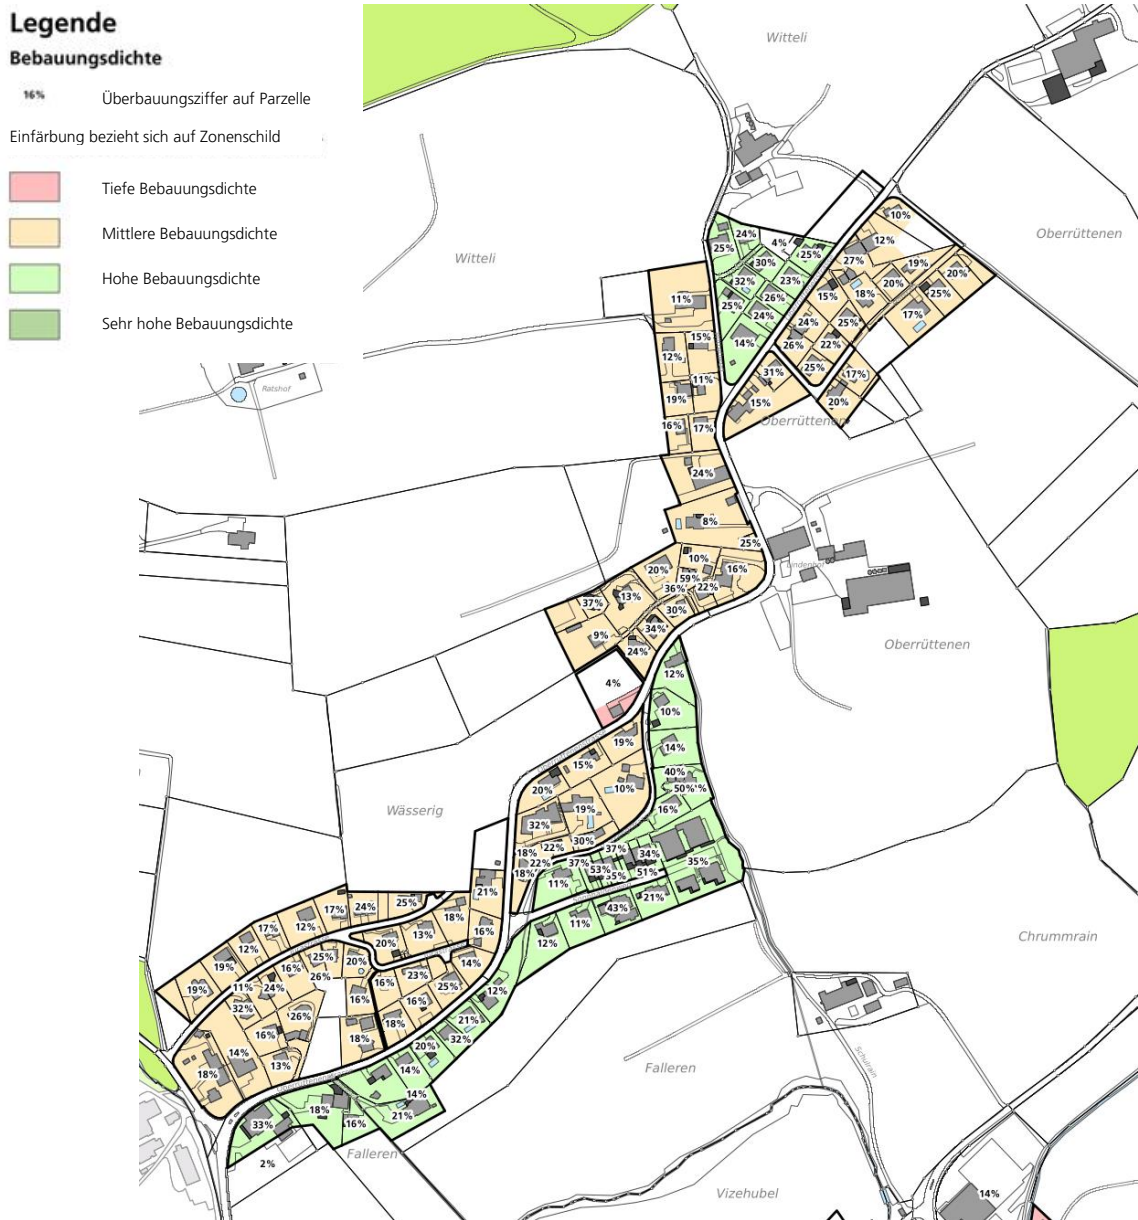 Legende
Bebauungsdichte
16% Überbauungsziffer auf Parzelle
Einfärbung bezieht sich auf Zonenschild
Tiefe Bebauungsdichte
Mittlere Bebauungsdichte
Hohe Bebauungsdichte
Sehr hohe Bebauungsdichte
Witteli
10%
24% 4% 12% Oberrüttenen
25% 25%
Witteli 30% 27% 19% 20%
32% 23% 20%
11% 25% 26% 15% 18% 25%
24% 24% 25% 17%
15% 14% 26% 22%
12% 25%
11% 31% 17%
Ratshof
19% 15% 20%
16% 17% Oberrüttenen
24%
8%
25%
10%
20% 59% 16% Lindenhof
36% 22%
37% 13% 30%
9% 34%
24% Oberrüttenen
12%
4%
10%
19% 14%
15% 40%
20% 10% 50%
Wässerig 19% 16%
32%
30%
18% 22% 37% 34%
22% 37% 35%
18% 53% 51%
11% 55%
21% 21%
25% 43%
17% 24% 18% 11%
17% 12% 16% 12%
12% 20% 13% Chrummrain
19% 25% 20% 14%
16% 26% 16% 23%
19% 11% 24% 25% 12%
32% 16% 16%
26% 18% 21%
16% 18% 20% 32%
14% 13% 14% Falleren Schulrain
18%
14%
18% 21%
33% 16%
Falleren
2%
Vizehubel 14%